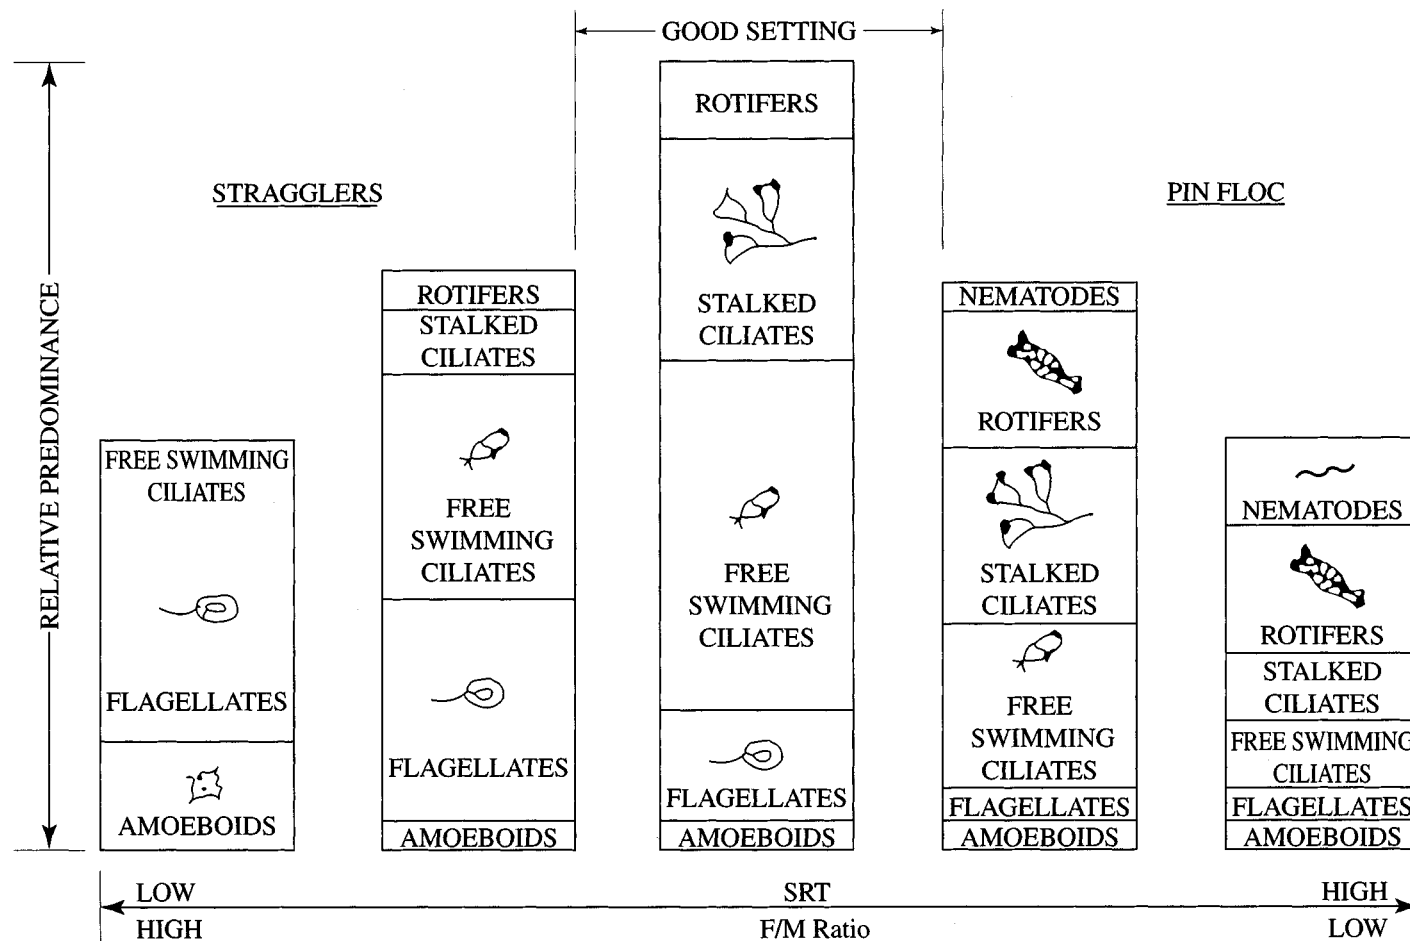 GOOD SETTING
STRAGGLERS
PIN FLOC
RELATIVE PREDOMINANCE
FREE SWIMMING
CILIATES
FLAGELLATES
AMOEBOIDS
ROTIFERS
STALKED
CILIATES
FREE
SWIMMING
CILIATES
FLAGELLATES
AMOEBOIDS
ROTIFERS
STALKED
CILIATES
FREE
SWIMMING
CILIATES
FLAGELLATES
AMOEBOIDS
NEMATODES
ROTIFERS
STALKED
CILIATES
FREE
SWIMMING
CILIATES
FLAGELLATES
AMOEBOIDS
NEMATODES
ROTIFERS
STALKED
CILIATES
FREE SWIMMING
CILIATES
FLAGELLATES
AMOEBOIDS
LOW SRT HIGH
HIGH F/M Ratio LOW